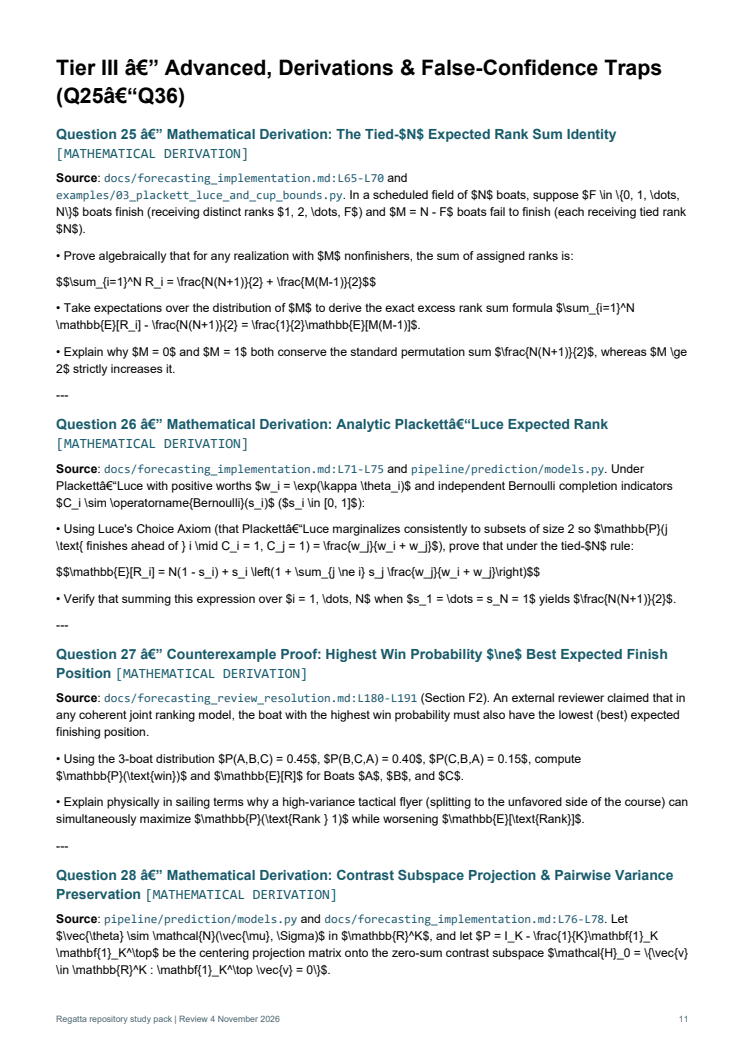 Tier III â€” Advanced, Derivations & False-Confidence Traps
(Q25â€“Q36)
Question 25 â€” Mathematical Derivation: The Tied-$N$ Expected Rank Sum Identity
[MATHEMATICAL DERIVATION]
Source: docs/forecasting_implementation.md:L65-L70 and
examples/03_plackett_luce_and_cup_bounds.py. In a scheduled field of $N$ boats, suppose $F \in \{0, 1, \dots,
N\}$ boats finish (receiving distinct ranks $1, 2, \dots, F$) and $M = N - F$ boats fail to finish (each receiving tied rank
$N$).
• Prove algebraically that for any realization with $M$ nonfinishers, the sum of assigned ranks is:
$$\sum_{i=1}^N R_i = \frac{N(N+1)}{2} + \frac{M(M-1)}{2}$$
• Take expectations over the distribution of $M$ to derive the exact excess rank sum formula $\sum_{i=1}^N
\mathbb{E}[R_i] - \frac{N(N+1)}{2} = \frac{1}{2}\mathbb{E}[M(M-1)]$.
• Explain why $M = 0$ and $M = 1$ both conserve the standard permutation sum $\frac{N(N+1)}{2}$, whereas $M \ge
2$ strictly increases it.
---
Question 26 â€” Mathematical Derivation: Analytic Plackettâ€“Luce Expected Rank
[MATHEMATICAL DERIVATION]
Source: docs/forecasting_implementation.md:L71-L75 and pipeline/prediction/models.py. Under
Plackettâ€“Luce with positive worths $w_i = \exp(\kappa \theta_i)$ and independent Bernoulli completion indicators
$C_i \sim \operatorname{Bernoulli}(s_i)$ ($s_i \in [0, 1]$):
• Using Luce's Choice Axiom (that Plackettâ€“Luce marginalizes consistently to subsets of size 2 so $\mathbb{P}(j
\text{ finishes ahead of } i \mid C_i = 1, C_j = 1) = \frac{w_j}{w_i + w_j}$), prove that under the tied-$N$ rule:
$$\mathbb{E}[R_i] = N(1 - s_i) + s_i \left(1 + \sum_{j \ne i} s_j \frac{w_j}{w_i + w_j}\right)$$
• Verify that summing this expression over $i = 1, \dots, N$ when $s_1 = \dots = s_N = 1$ yields $\frac{N(N+1)}{2}$.
---
Question 27 â€” Counterexample Proof: Highest Win Probability $\ne$ Best Expected Finish
Position [MATHEMATICAL DERIVATION]
Source: docs/forecasting_review_resolution.md:L180-L191 (Section F2). An external reviewer claimed that in
any coherent joint ranking model, the boat with the highest win probability must also have the lowest (best) expected
finishing position.
• Using the 3-boat distribution $P(A,B,C) = 0.45$, $P(B,C,A) = 0.40$, $P(C,B,A) = 0.15$, compute
$\mathbb{P}(\text{win})$ and $\mathbb{E}[R]$ for Boats $A$, $B$, and $C$.
• Explain physically in sailing terms why a high-variance tactical flyer (splitting to the unfavored side of the course) can
simultaneously maximize $\mathbb{P}(\text{Rank } 1)$ while worsening $\mathbb{E}[\text{Rank}]$.
---
Question 28 â€” Mathematical Derivation: Contrast Subspace Projection & Pairwise Variance
Preservation [MATHEMATICAL DERIVATION]
Source: pipeline/prediction/models.py and docs/forecasting_implementation.md:L76-L78. Let
$\vec{\theta} \sim \mathcal{N}(\vec{\mu}, \Sigma)$ in $\mathbb{R}^K$, and let $P = I_K - \frac{1}{K}\mathbf{1}_K
\mathbf{1}_K^\top$ be the centering projection matrix onto the zero-sum contrast subspace $\mathcal{H}_0 = \{\vec{v}
\in \mathbb{R}^K : \mathbf{1}_K^\top \vec{v} = 0\}$.
Regatta repository study pack | Review 4 November 2026
11